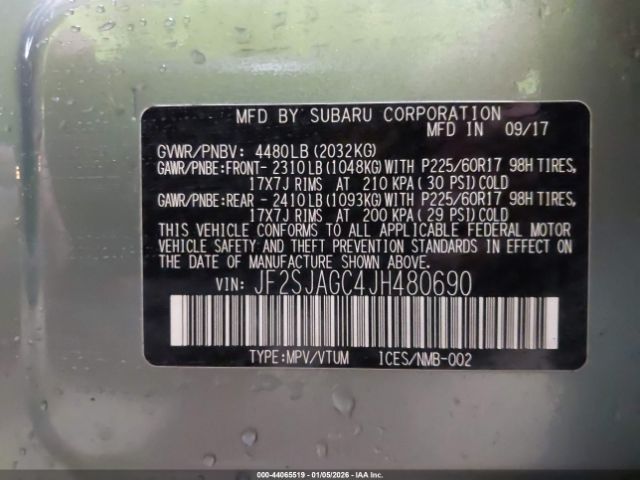 MFD BY SUBARU CORPORATION
MFD IN 09/17
GVWR/PNBV: 4480LB(2032KG)
GAWR/PNBE:FRONT- 2310LB(1048KG)WITH P225/60R17 98H TIRES,
17X7J RIMS AT 210 KPA(30 PSI)COLD
GAWR/PNBE:REAR - 2410LB(1093KG)WITH P225/60R17 98H TIRES,
17X7J RIMS AT 200 KPA(29 PSI)COLD
THIS VEHICLE CONFORMS TO ALL APPLICABLE FEDERAL MOTOR
VEHICLE SAFETY AND THEFT PREVENTION STANDARDS IN EFFECT ON
THE DATE OF MANUFACTURE SHOWN ABOVE.
VIN: JF2SJAGC4JH480690
TYPE:MPV/VTUM ICES/NMB-002
000-44065519 | 01/05/2026 - © IAA Holdings, LLC